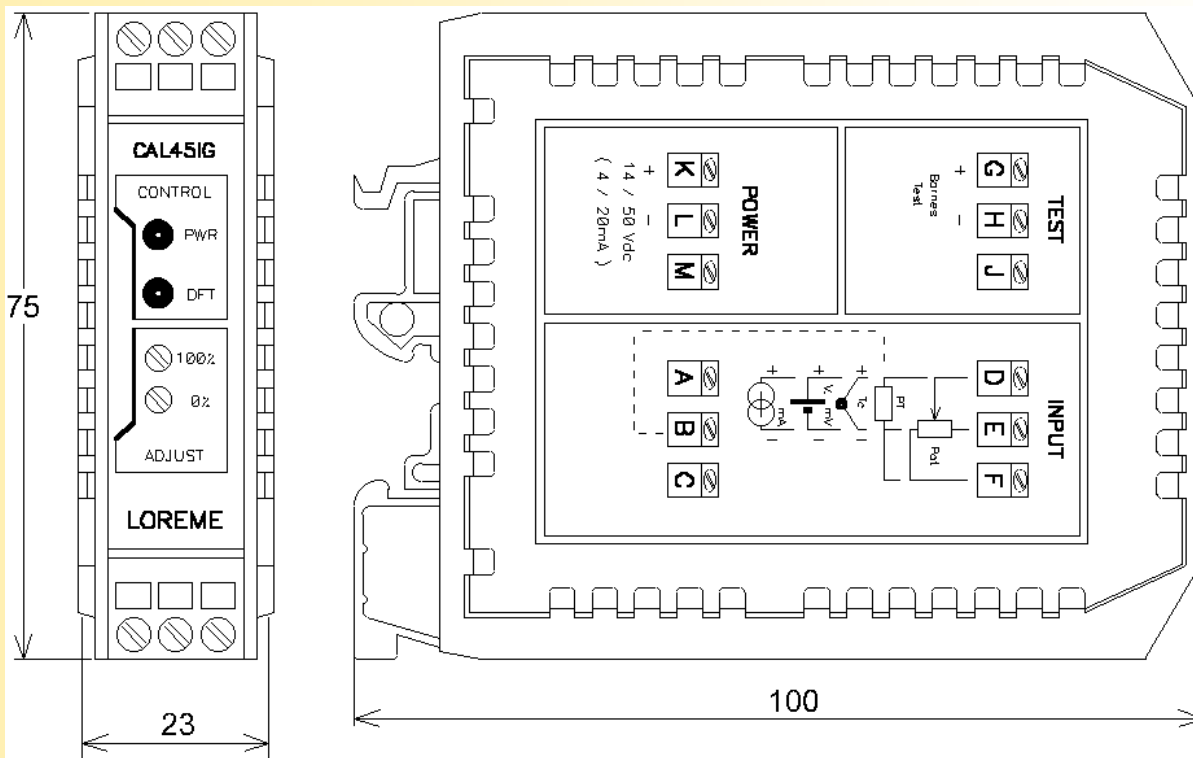 CAL45IG
CONTROL
PWR
DFT
100%
0%
ADJUST
LOREME
75
23
100
POWER
K
L
M
+
-
14 / 50 Vdc
( 4 / 20mA )
TEST
G
H
J
+
-
Bornes
Test
INPUT
A
B
C
D
E
F
Pot
PT
Tc
+
-
V
mV
+
-
mA
+
-